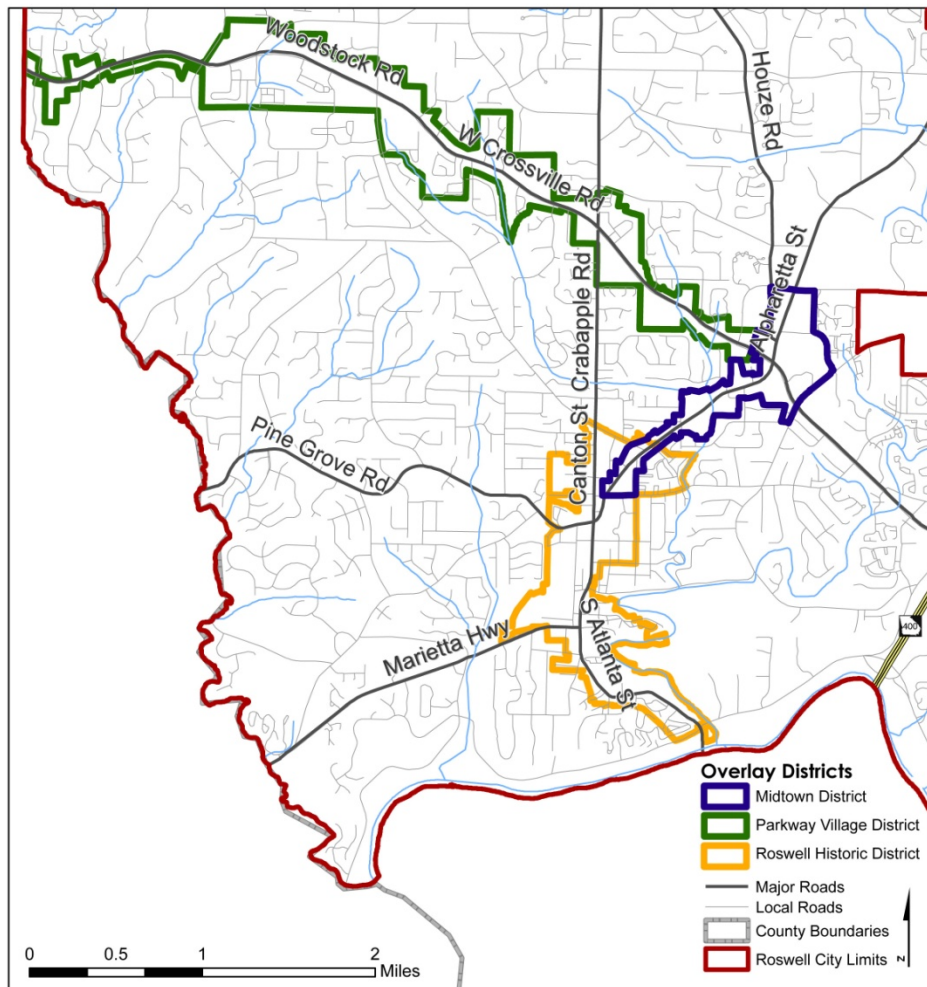 Woodstock Rd
Houze Rd
W Crossville Rd
Alpharetta St
Canton St
Crabapple Rd
Pine Grove Rd
Marietta Hwy
S Atlanta St
400
Overlay Districts
Midtown District
Parkway Village District
Roswell Historic District
Major Roads
Local Roads
County Boundaries
Roswell City Limits
N
0 0.5 1 2
Miles